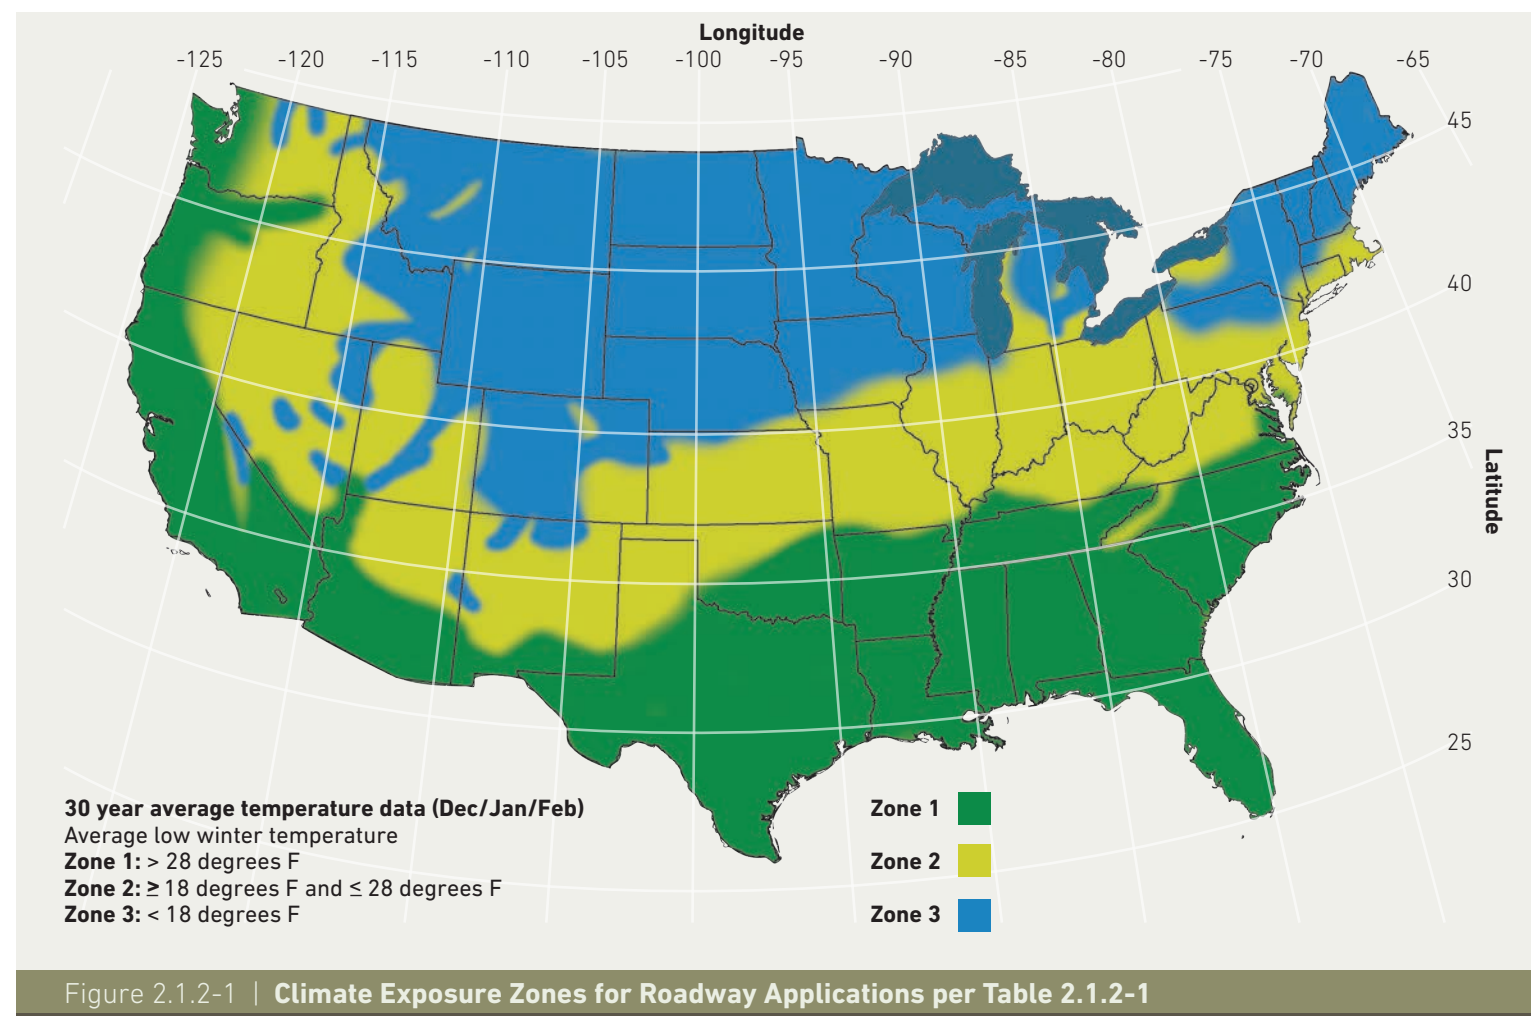 Longitude
-125 -120 -115 -110 -105 -100 -95 -90 -85 -80 -75 -70 -65
45
40
35
Latitude
30
25
30 year average temperature data (Dec/Jan/Feb)
Average low winter temperature
Zone 1: > 28 degrees F
Zone 2: ≥ 18 degrees F and ≤ 28 degrees F
Zone 3: < 18 degrees F
Zone 1
Zone 2
Zone 3
Figure 2.1.2-1 | Climate Exposure Zones for Roadway Applications per Table 2.1.2-1